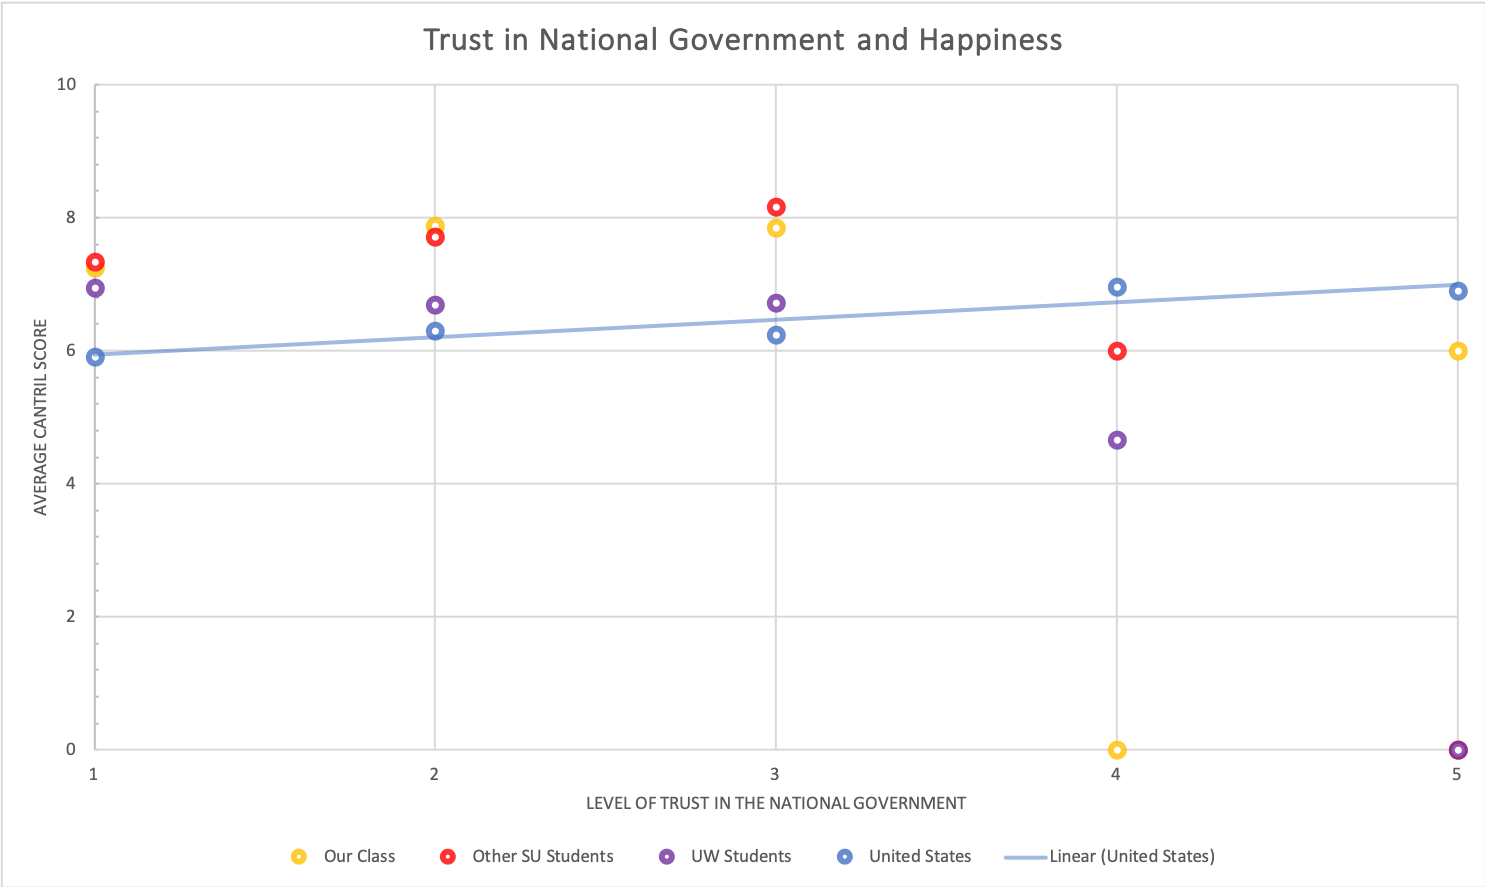 Trust in National Government and Happiness
10
8
6
4
2
0
AVERAGE CANTRIL SCORE
1 2 3 4 5
LEVEL OF TRUST IN THE NATIONAL GOVERNMENT
Our Class Other SU Students UW Students United States Linear (United States)